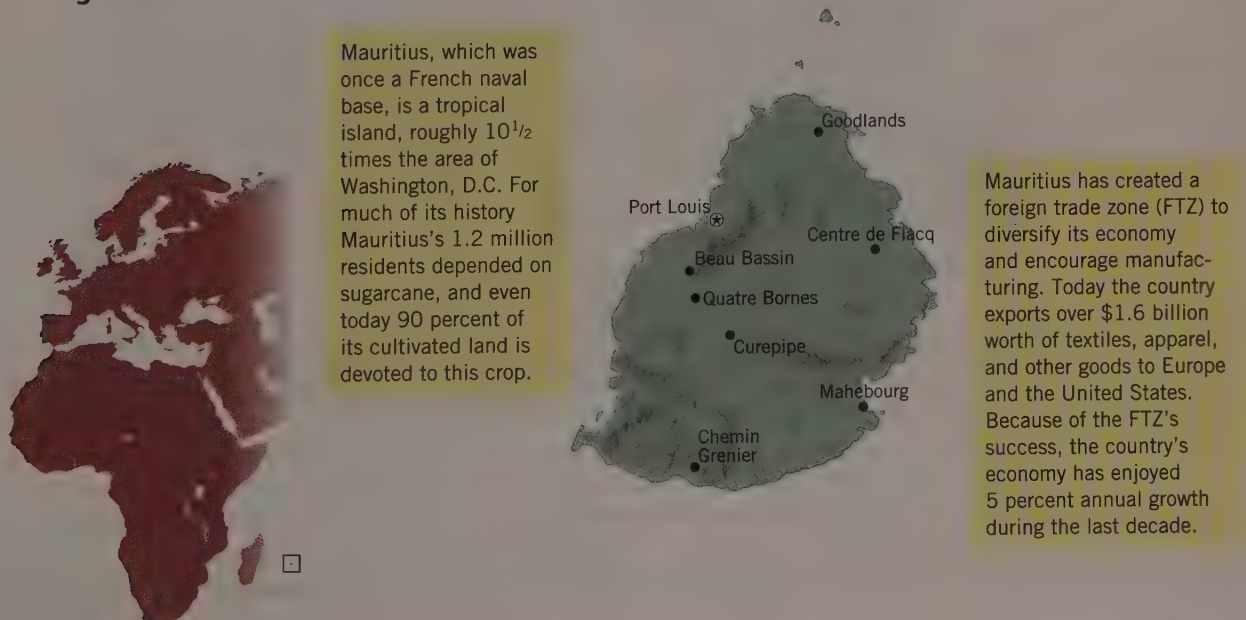 Mauritius, which was
once a French naval
base, is a tropical
island, roughly 10 1/2
times the area of
Washington, D.C. For
much of its history
Mauritius's 1.2 million
residents depended on
sugarcane, and even
today 90 percent of
its cultivated land is
devoted to this crop.
Goodlands
Port Louis
Centre de Flacq
Beau Bassin
Quatre Bornes
Curepipe
Mahebourg
Chemin
Grenier
Mauritius has created a
foreign trade zone (FTZ) to
diversify its economy
and encourage manufac-
turing. Today the country
exports over $1.6 billion
worth of textiles, apparel,
and other goods to Europe
and the United States.
Because of the FTZ's
success, the country's
economy has enjoyed
5 percent annual growth
during the last decade.